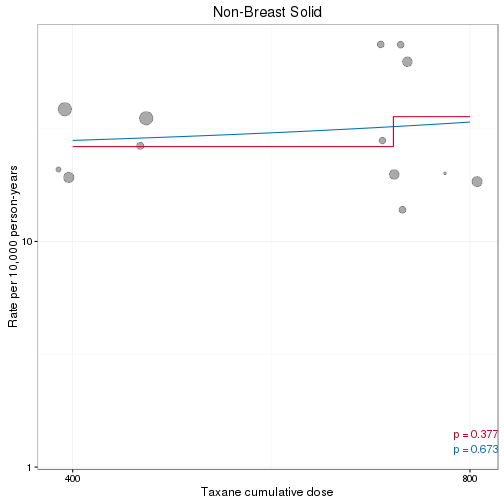 Non-Breast Solid
Rate per 10,000 person-years
10
1
p = 0.377
p = 0.673
400
800
Taxane cumulative dose